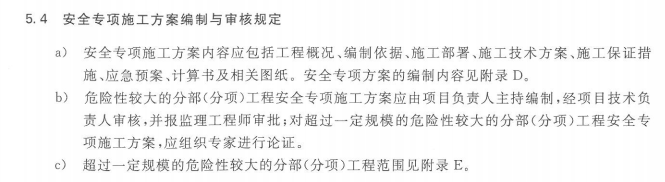 5.4 安全专项施工方案编制与审核规定
a) 安全专项施工方案内容应包括工程概况、编制依据、施工部署、施工技术方案、施工保证措
施、应急预案、计算书及相关图纸。安全专项方案的编制内容见附录 D。
b) 危险性较大的分部(分项)工程安全专项施工方案应由项目负责人主持编制,经项目技术负
责人审核,并报监理工程师审批;对超过一定规模的危险性较大的分部(分项)工程安全专
项施工方案,应组织专家进行论证。
c) 超过一定规模的危险性较大的分部(分项)工程范围见附录 E。